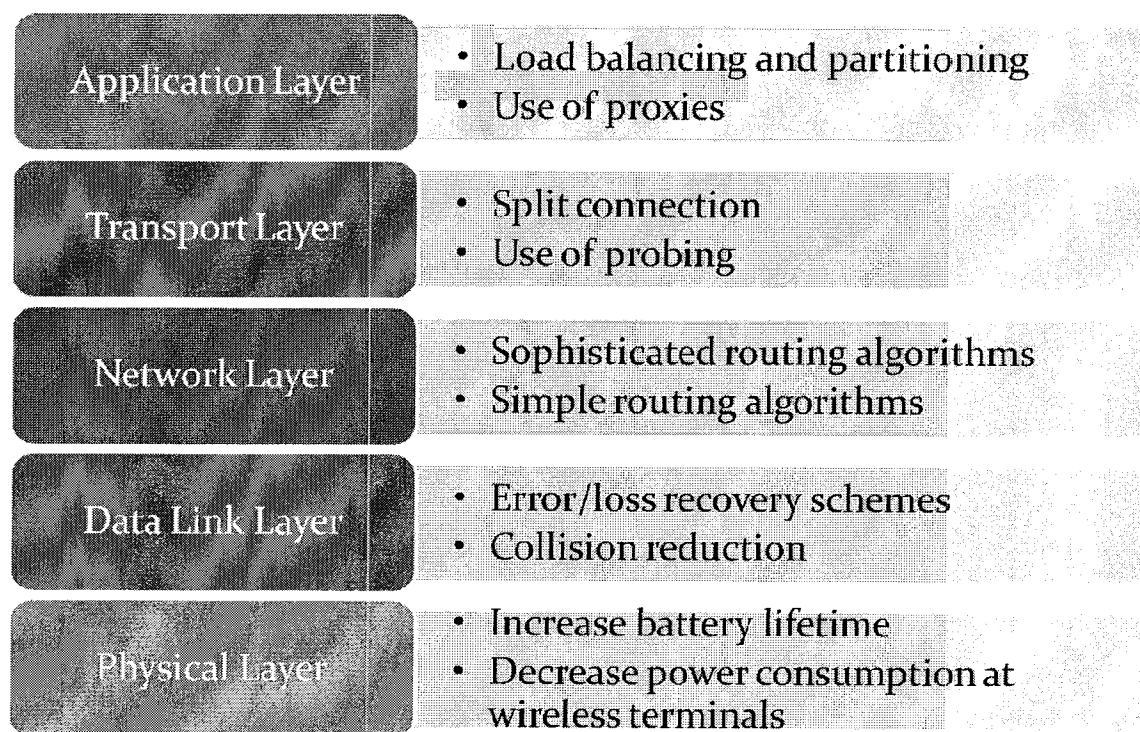 Application Layer
• Load balancing and partitioning
• Use of proxies
Transport Layer
• Split connection
• Use of probing
Network Layer
• Sophisticated routing algorithms
• Simple routing algorithms
Data Link Layer
• Error/loss recovery schemes
• Collision reduction
Physical Layer
• Increase battery lifetime
• Decrease power consumption at
wireless terminals